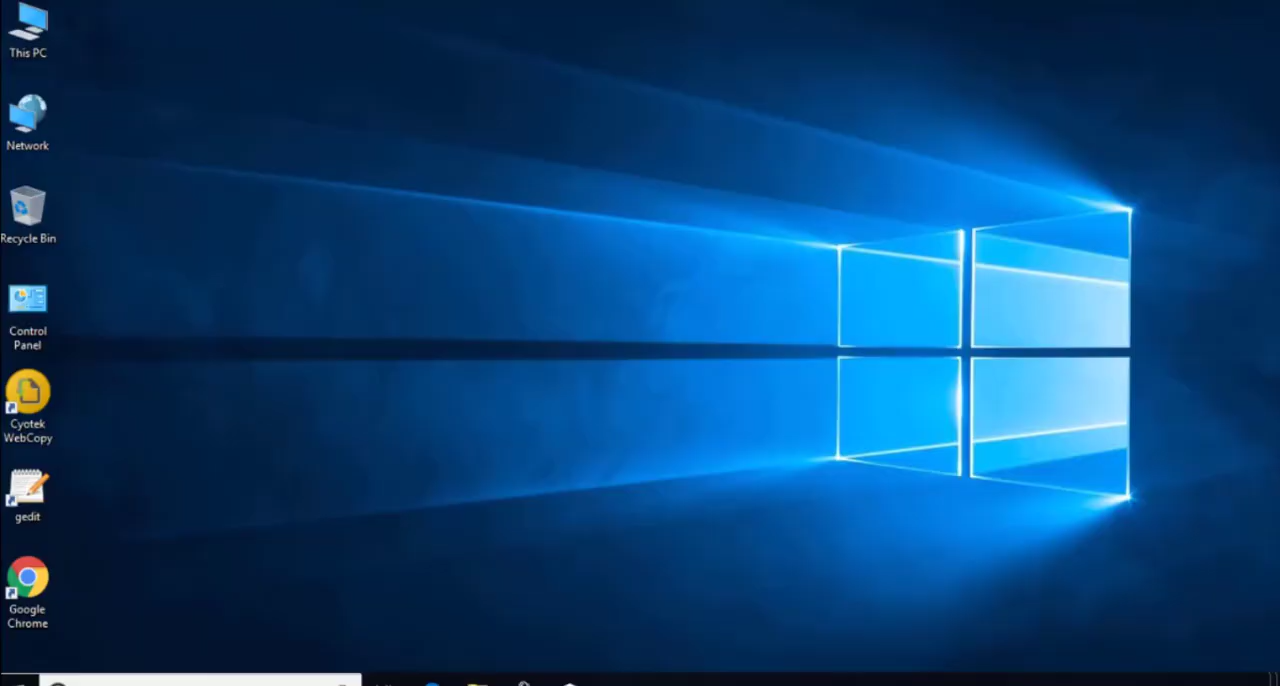 This PC
Network
Recycle Bin
Control
Panel
Cyotek
WebCopy
gedit
Google
Chrome